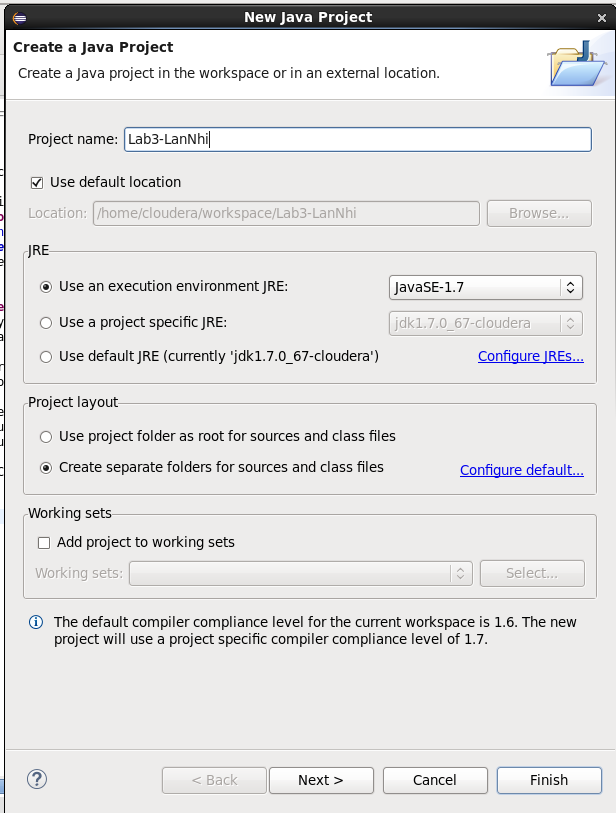 New Java Project
Create a Java Project
Create a Java project in the workspace or in an external location.
Project name: Lab3-LanNhi
Use default location
Location: /home/cloudera/workspace/Lab3-LanNhi Browse...
JRE
Use an execution environment JRE: JavaSE-1.7
Use a project specific JRE: jdk1.7.0_67-cloudera
Use default JRE (currently 'jdk1.7.0_67-cloudera') Configure JREs...
Project layout
Use project folder as root for sources and class files
Create separate folders for sources and class files Configure default...
Working sets
Add project to working sets
Working sets: Select...
The default compiler compliance level for the current workspace is 1.6. The new
project will use a project specific compiler compliance level of 1.7.
? < Back Next > Cancel Finish